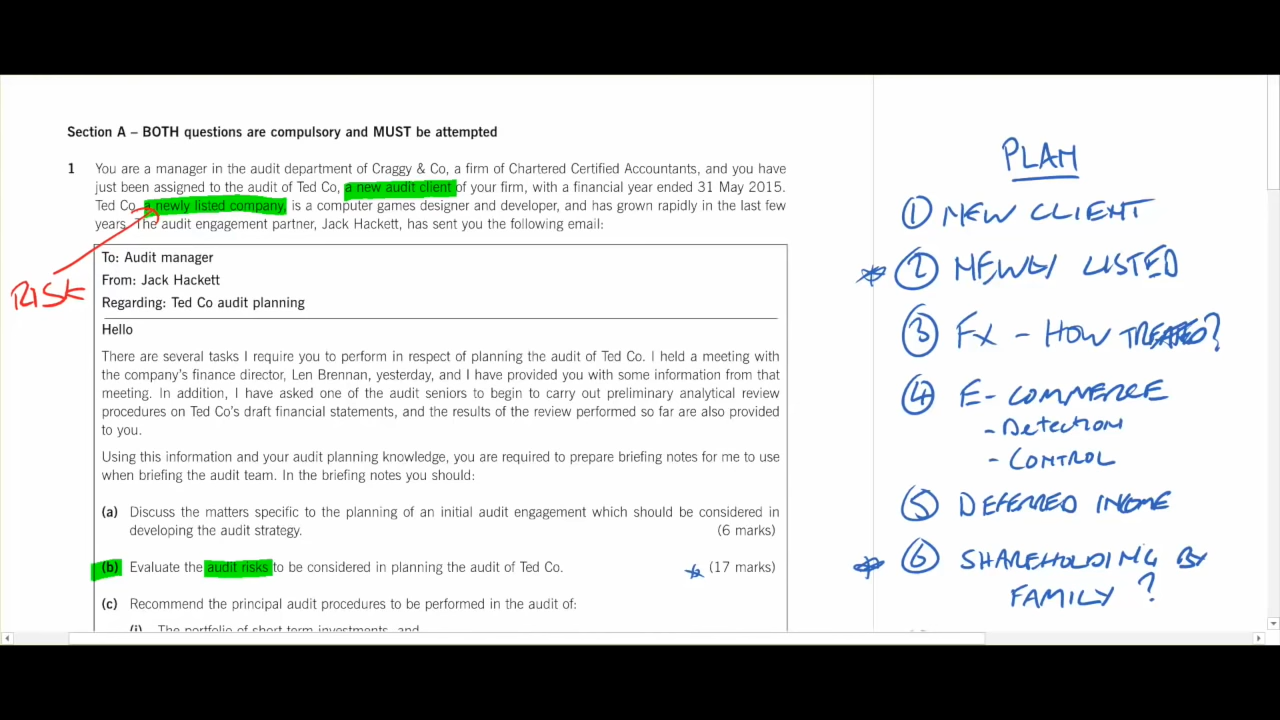 Section A – BOTH questions are compulsory and MUST be attempted
1 You are a manager in the audit department of Craggy & Co, a firm of Chartered Certified Accountants, and you have
just been assigned to the audit of Ted Co, a new audit client of your firm, with a financial year ended 31 May 2015.
Ted Co, a newly listed company, is a computer games designer and developer, and has grown rapidly in the last few
years. The audit engagement partner, Jack Hackett, has sent you the following email:
RISK
To: Audit manager
From: Jack Hackett
Regarding: Ted Co audit planning
Hello
There are several tasks I require you to perform in respect of planning the audit of Ted Co. I held a meeting with
the company's finance director, Len Brennan, yesterday, and I have provided you with some information from that
meeting. In addition, I have asked one of the audit seniors to begin to carry out preliminary analytical review
procedures on Ted Co's draft financial statements, and the results of the review performed so far are also provided
to you.
Using this information and your audit planning knowledge, you are required to prepare briefing notes for me to use
when briefing the audit team. In the briefing notes you should:
(a) Discuss the matters specific to the planning of an initial audit engagement which should be considered in
developing the audit strategy. (6 marks)
(b) Evaluate the audit risks to be considered in planning the audit of Ted Co. (17 marks)
(c) Recommend the principal audit procedures to be performed in the audit of:
(i) The portfolio of short term investments, and
PLAN
① NEW CLIENT
② NEWLY LISTED
③ FX – HOW TREATED?
④ E-COMMERCE
- Detection
- CONTROL
⑤ DEFERRED INCOME
⑥ SHAREHOLDING BY
FAMILY ?